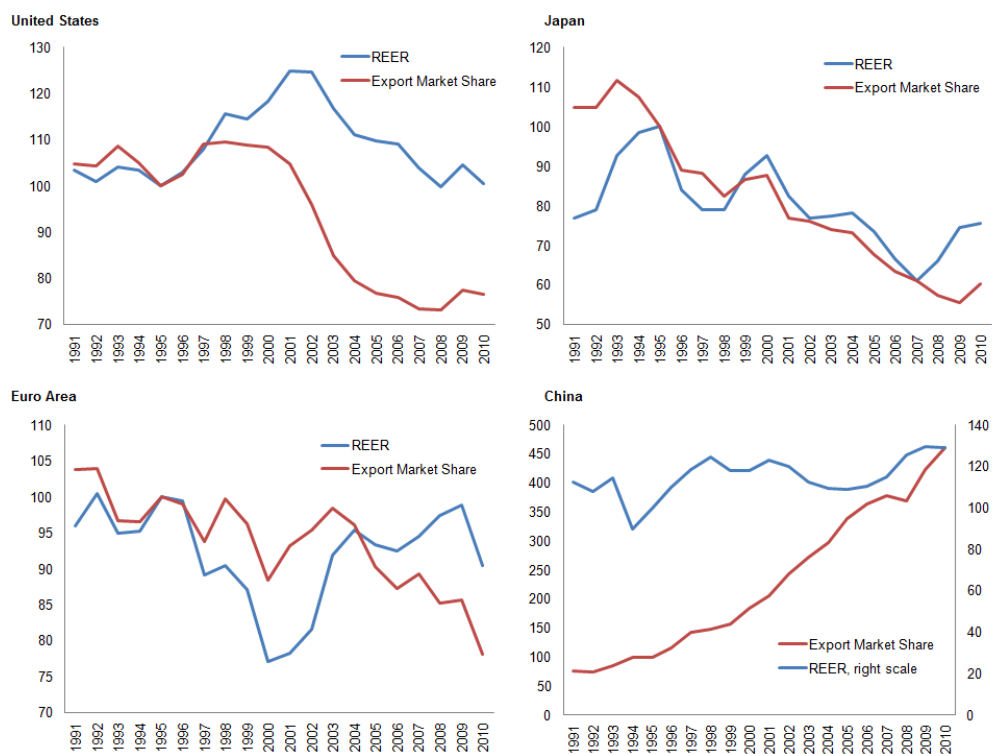 United States
130
120
110
100
90
80
70
REER
Export Market Share
1991 1992 1993 1994 1995 1996 1997 1998 1999 2000 2001 2002 2003 2004 2005 2006 2007 2008 2009 2010
Japan
120
110
100
90
80
70
60
50
REER
Export Market Share
1991 1992 1993 1994 1995 1996 1997 1998 1999 2000 2001 2002 2003 2004 2005 2006 2007 2008 2009 2010
Euro Area
110
105
100
95
90
85
80
75
70
REER
Export Market Share
1991 1992 1993 1994 1995 1996 1997 1998 1999 2000 2001 2002 2003 2004 2005 2006 2007 2008 2009 2010
China
500
450
400
350
300
250
200
150
100
50
0
140
120
100
80
60
40
20
0
Export Market Share
REER, right scale
1991 1992 1993 1994 1995 1996 1997 1998 1999 2000 2001 2002 2003 2004 2005 2006 2007 2008 2009 2010